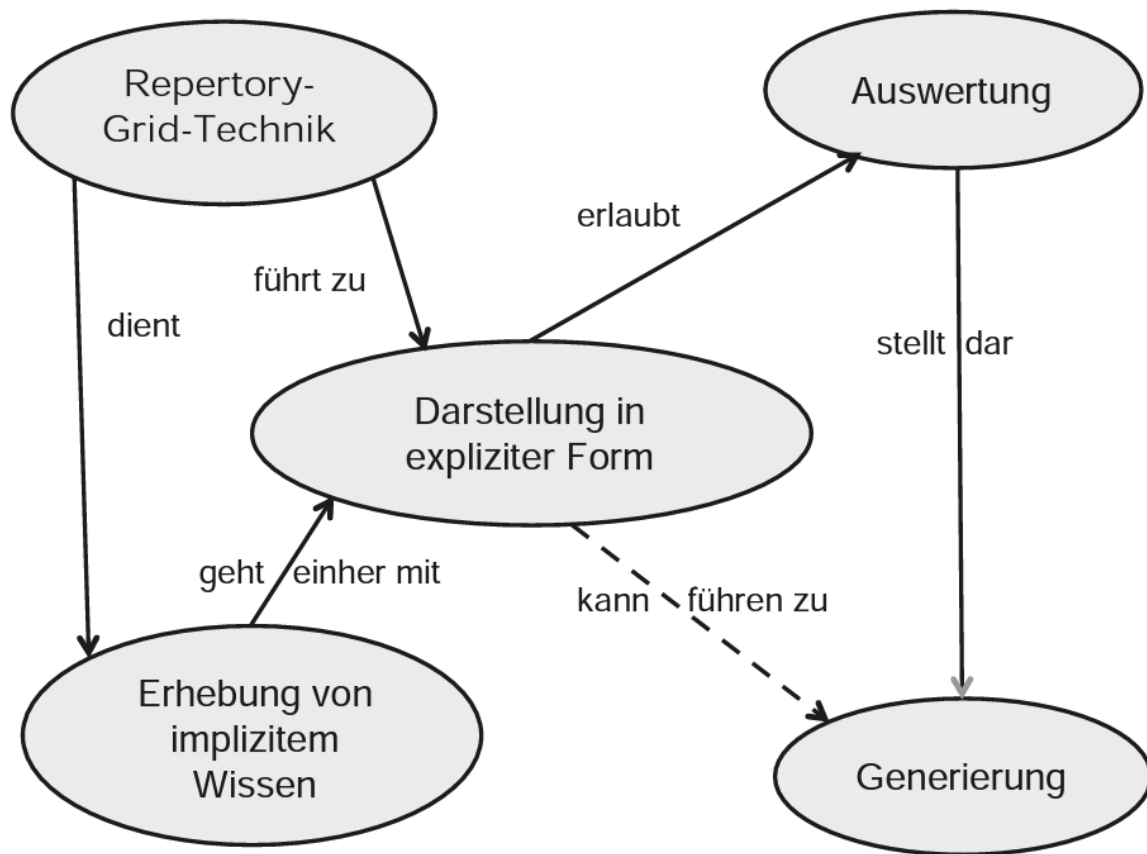 Repertory-
Grid-Technik
Auswertung
erlaubt
führt zu
dient
stellt dar
Darstellung in
expliziter Form
geht einher mit
kann führen zu
Erhebung von
implizitem
Wissen
Generierung